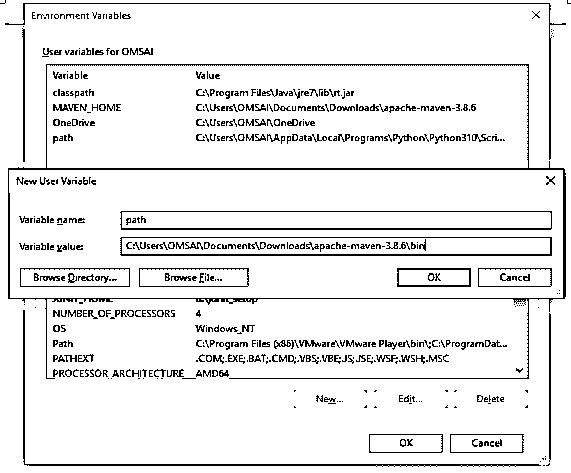 Environment Variables
User variables for OMSAI
Variable Value
classpath C:\Program Files\Java\jre7\lib\rt.jar
MAVEN_HOME C:\Users\OMSAI\Documents\Downloads\apache-maven-3.8.6
OneDrive C:\Users\OMSAI\OneDrive
path C:\Users\OMSAI\AppData\Local\Programs\Python\Python310\Scri...
New User Variable
Variable name: path
Variable value: C:\Users\OMSAI\Documents\Downloads\apache-maven-3.8.6\bin
Browse Directory... Browse File... OK Cancel
NUMBER_OF_PROCESSORS 4
OS Windows_NT
Path C:\Program Files (x86)\VMware\VMware Player\bin\;C:\ProgramDat...
PATHEXT .COM;.EXE;.BAT;.CMD;.VBS;.VBE;.JS;.JSE;.WSF;.WSH;.MSC
PROCESSOR_ARCHITECTURE AMD64
New... Edit... Delete
OK Cancel